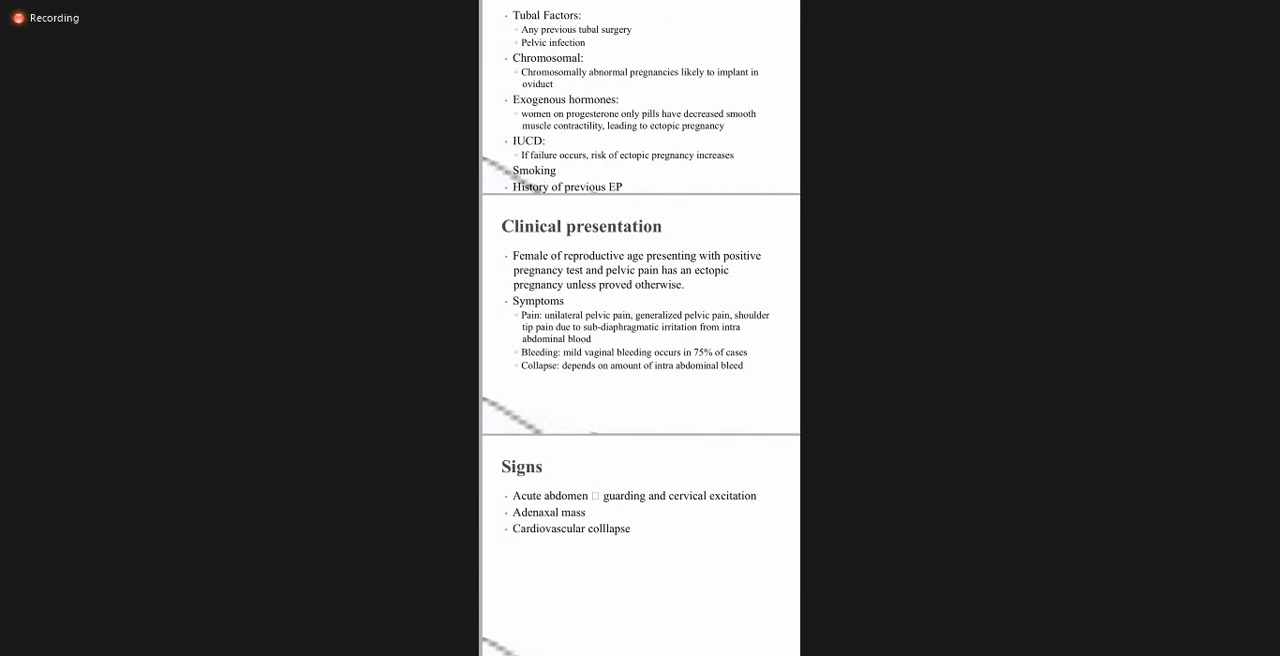 Recording
Tubal Factors:
Any previous tubal surgery
Pelvic infection
Chromosomal:
Chromosomally abnormal pregnancies likely to implant in
oviduct
Exogenous hormones:
women on progesterone only pills have decreased smooth
muscle contractility, leading to ectopic pregnancy
IUCD:
If failure occurs, risk of ectopic pregnancy increases
Smoking
History of previous EP
Clinical presentation
Female of reproductive age presenting with positive
pregnancy test and pelvic pain has an ectopic
pregnancy unless proved otherwise.
Symptoms
Pain: unilateral pelvic pain, generalized pelvic pain, shoulder
tip pain due to sub-diaphragmatic irritation from intra
abdominal blood
Bleeding: mild vaginal bleeding occurs in 75% of cases
Collapse: depends on amount of intra abdominal bleed
Signs
Acute abdomen □ guarding and cervical excitation
Adenaxal mass
Cardiovascular colllapse